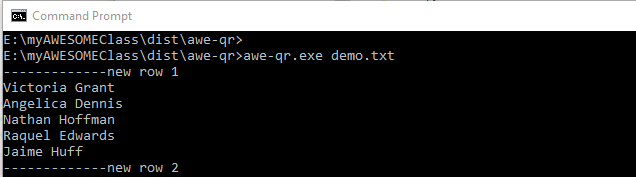 Command Prompt
E:\myAWESOMEClass\dist\awe-qr>
E:\myAWESOMEClass\dist\awe-qr>awe-qr.exe demo.txt
-------------new row 1
Victoria Grant
Angelica Dennis
Nathan Hoffman
Raquel Edwards
Jaime Huff
-------------new row 2